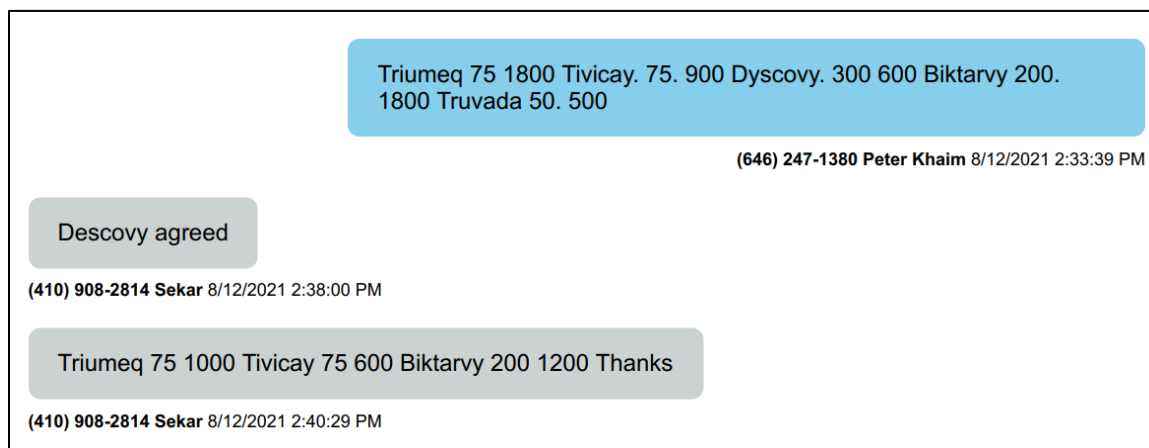 Triumeq 75 1800 Tivicay. 75. 900 Dyscovy. 300 600 Biktarvy 200.
1800 Truvada 50. 500
(646) 247-1380 Peter Khaim 8/12/2021 2:33:39 PM
Descovy agreed
(410) 908-2814 Sekar 8/12/2021 2:38:00 PM
Triumeq 75 1000 Tivicay 75 600 Biktarvy 200 1200 Thanks
(410) 908-2814 Sekar 8/12/2021 2:40:29 PM